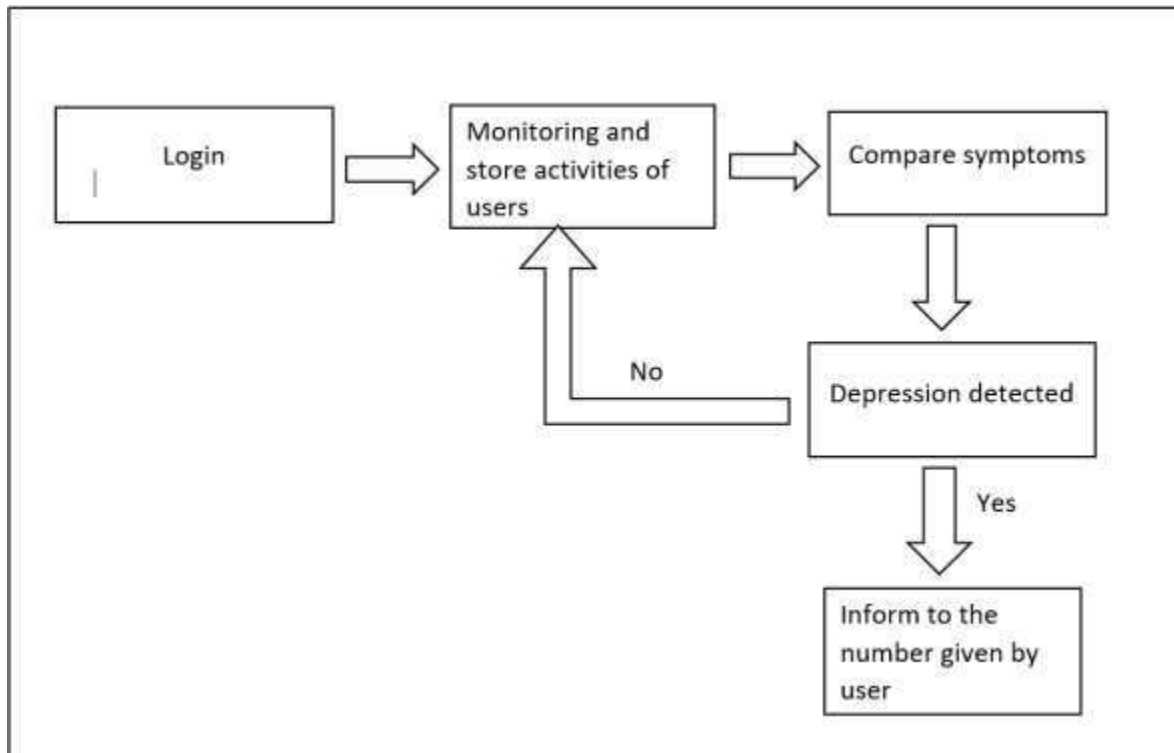 Login
Monitoring and
store activities of
users
Compare symptoms
No
Depression detected
Yes
Inform to the
number given by
user